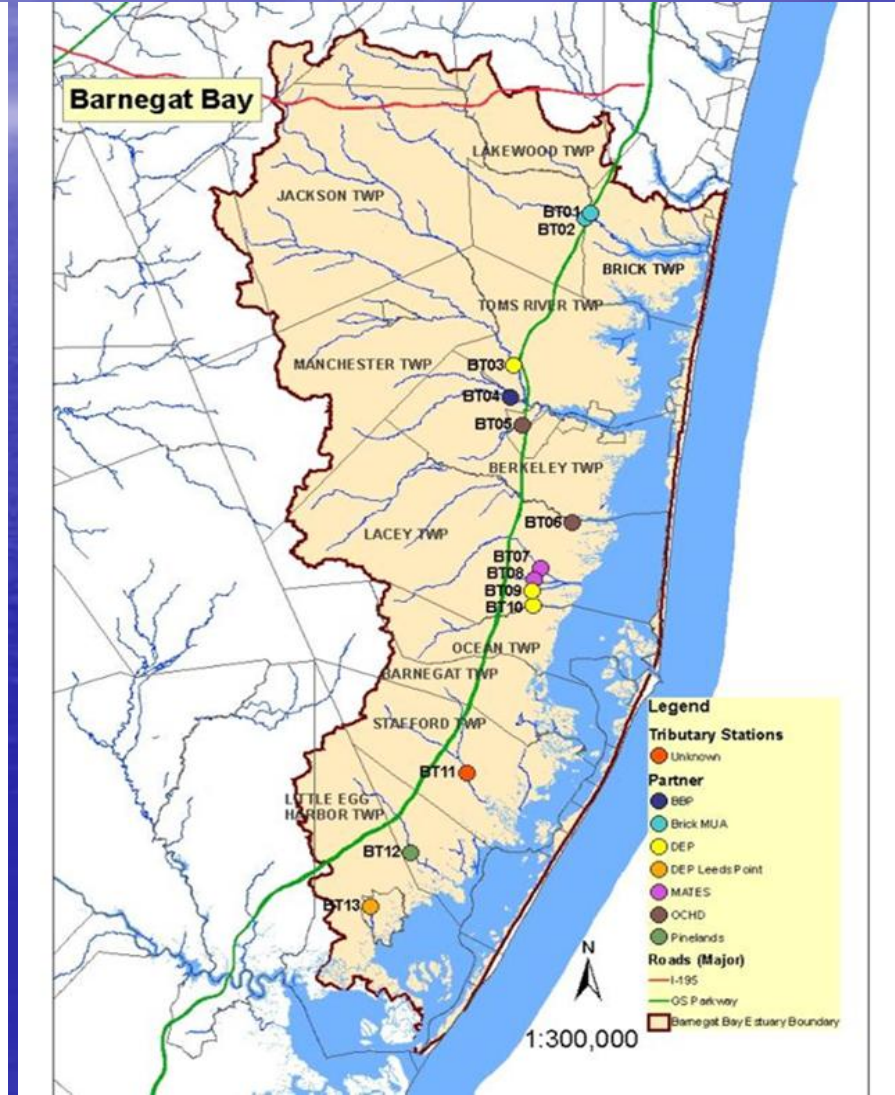 Barnegat Bay
LAKEWOOD TWP
JACKSON TWP
BT01
BT02
BRICK TWP
TOMS RIVER TWP
MANCHESTER TWP
BT03
BT04
BT05
BERKELEY TWP
BT06
LACEY TWP
BT07
BT08
BT09
BT10
OCEAN TWP
BARNEGAT TWP
STAFFORD TWP
BT11
LITTLE EGG
HARBOR TWP
BT12
BT13
Legend
Tributary Stations
Unknown
Partner
BBP
Brick MUA
DEP
DEP Leeds Point
MATES
OCHD
Pinelands
Roads (Major)
I-195
GS Parkway
Barnegat Bay Estuary Boundary
N
1:300,000